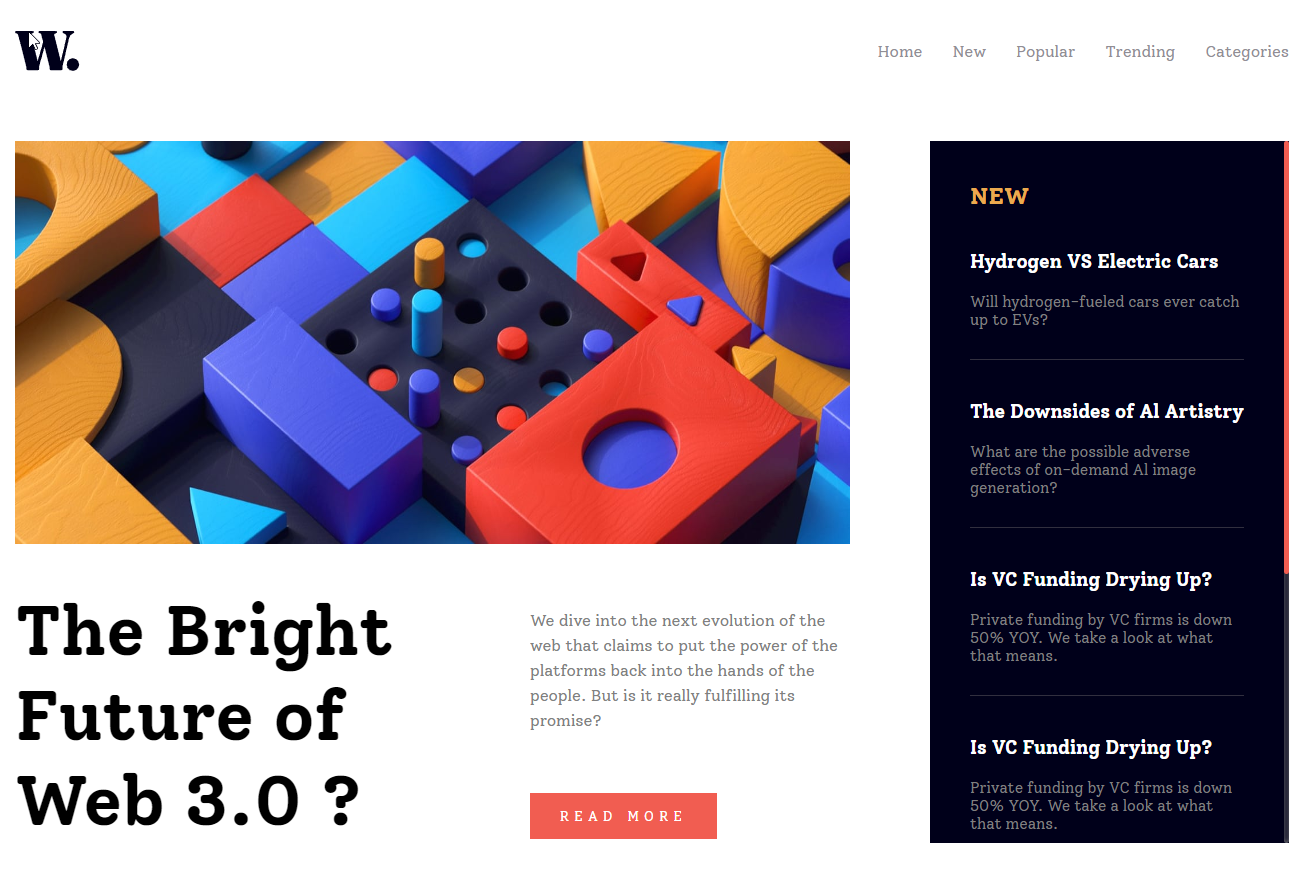 W.
Home New Popular Trending Categories
The Bright
Future of
Web 3.0 ?
We dive into the next evolution of the
web that claims to put the power of the
platforms back into the hands of the
people. But is it really fulfilling its
promise?
READ MORE
NEW
Hydrogen VS Electric Cars
Will hydrogen-fueled cars ever catch
up to EVs?
The Downsides of Al Artistry
What are the possible adverse
effects of on-demand Al image
generation?
Is VC Funding Drying Up?
Private funding by VC firms is down
50% YOY. We take a look at what
that means.
Is VC Funding Drying Up?
Private funding by VC firms is down
50% YOY. We take a look at what
that means.